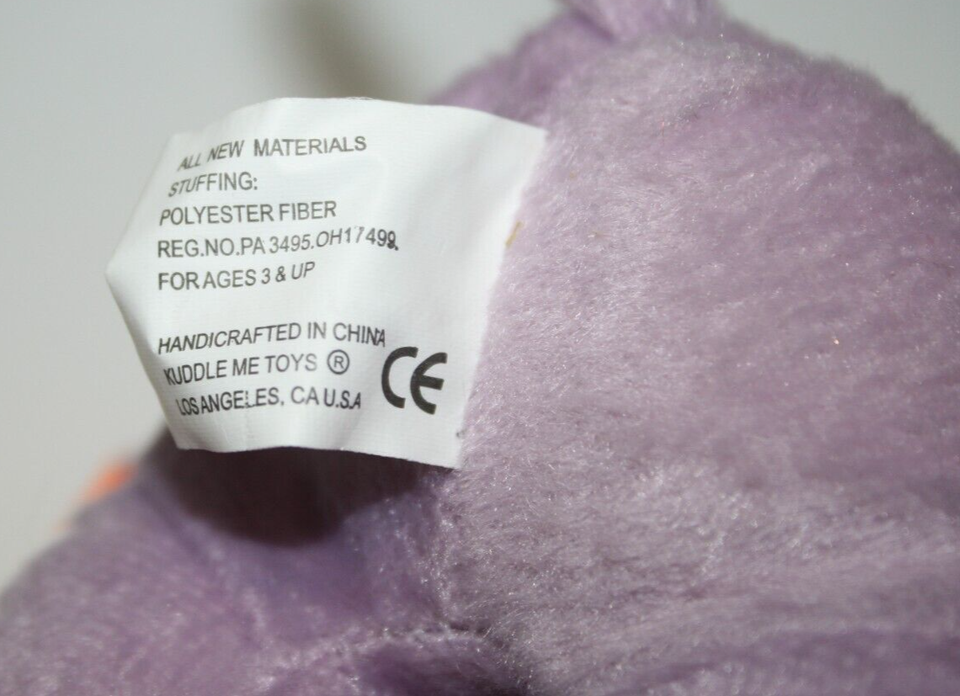 ALL NEW MATERIALS
STUFFING:
POLYESTER FIBER
REG.NO.PA 3495.OH17499.
FOR AGES 3 & UP
HANDICRAFTED IN CHINA
KUDDLE ME TOYS ®
LOS ANGELES, CA U.S.A
CE